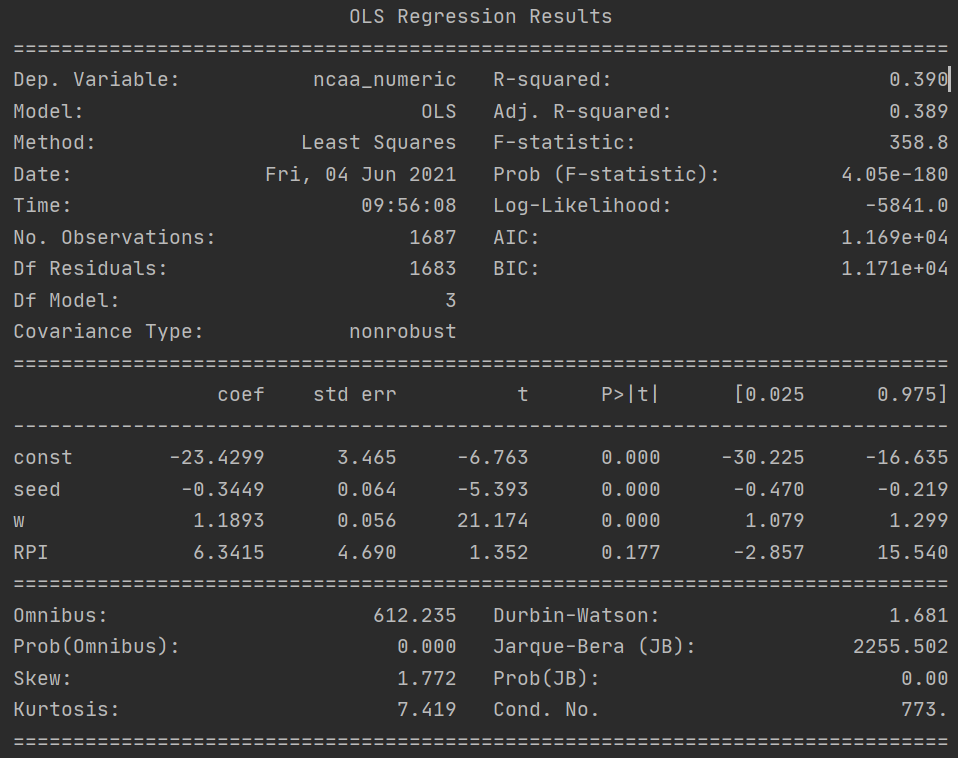 OLS Regression Results
==============================================================================
Dep. Variable:           ncaa_numeric   R-squared:                       0.390
Model:                            OLS   Adj. R-squared:                  0.389
Method:                 Least Squares   F-statistic:                     358.8
Date:                Fri, 04 Jun 2021   Prob (F-statistic):          4.05e-180
Time:                        09:56:08   Log-Likelihood:                -5841.0
No. Observations:                1687   AIC:                         1.169e+04
Df Residuals:                    1683   BIC:                         1.171e+04
Df Model:                           3
Covariance Type:            nonrobust
==============================================================================
                 coef    std err          t      P>|t|      [0.025      0.975]
------------------------------------------------------------------------------
const        -23.4299      3.465     -6.763      0.000     -30.225     -16.635
seed          -0.3449      0.064     -5.393      0.000      -0.470      -0.219
w              1.1893      0.056     21.174      0.000       1.079       1.299
RPI            6.3415      4.690      1.352      0.177      -2.857      15.540
==============================================================================
Omnibus:                      612.235   Durbin-Watson:                   1.681
Prob(Omnibus):                  0.000   Jarque-Bera (JB):             2255.502
Skew:                           1.772   Prob(JB):                         0.00
Kurtosis:                       7.419   Cond. No.                         773.
==============================================================================